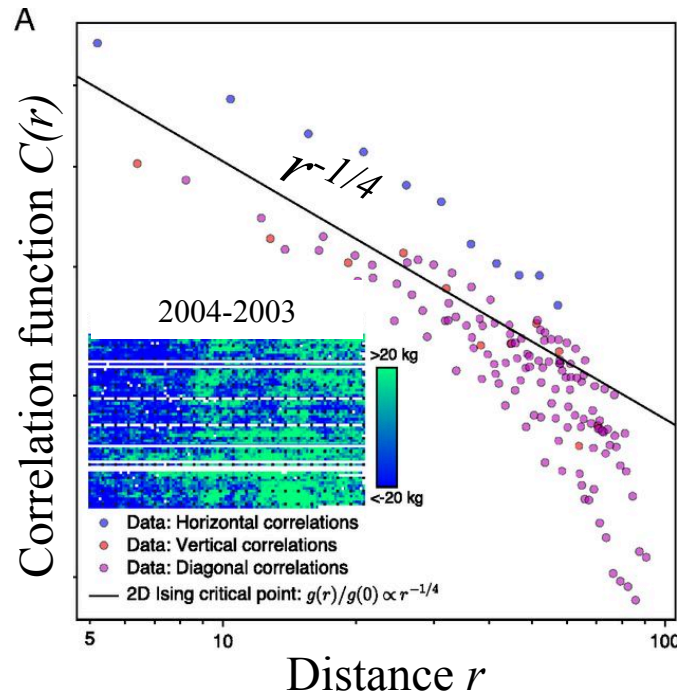 A
Correlation function C(r)
r-1/4
2004-2003
>20 kg
<-20 kg
Data: Horizontal correlations
Data: Vertical correlations
Data: Diagonal correlations
2D Ising critical point: g(r)/g(0) ∝ r^{-1/4}
5
10
100
Distance r